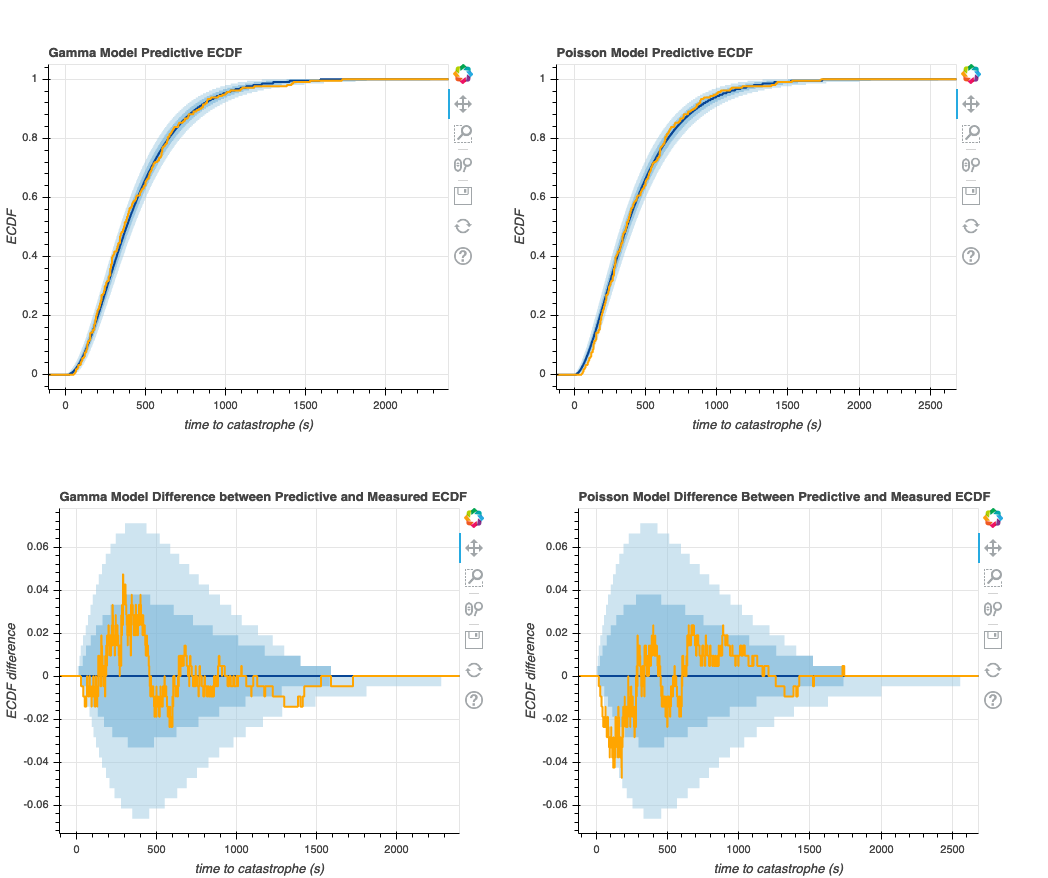 Gamma Model Predictive ECDF
1
0.8
0.6
0.4
0.2
0
ECDF
0 500 1000 1500 2000
time to catastrophe (s)
Poisson Model Predictive ECDF
1
0.8
0.6
0.4
0.2
0
ECDF
0 500 1000 1500 2000 2500
time to catastrophe (s)
Gamma Model Difference between Predictive and Measured ECDF
0.06
0.04
0.02
0
-0.02
-0.04
-0.06
ECDF difference
0 500 1000 1500 2000
time to catastrophe (s)
Poisson Model Difference Between Predictive and Measured ECDF
0.06
0.04
0.02
0
-0.02
-0.04
-0.06
ECDF difference
0 500 1000 1500 2000 2500
time to catastrophe (s)